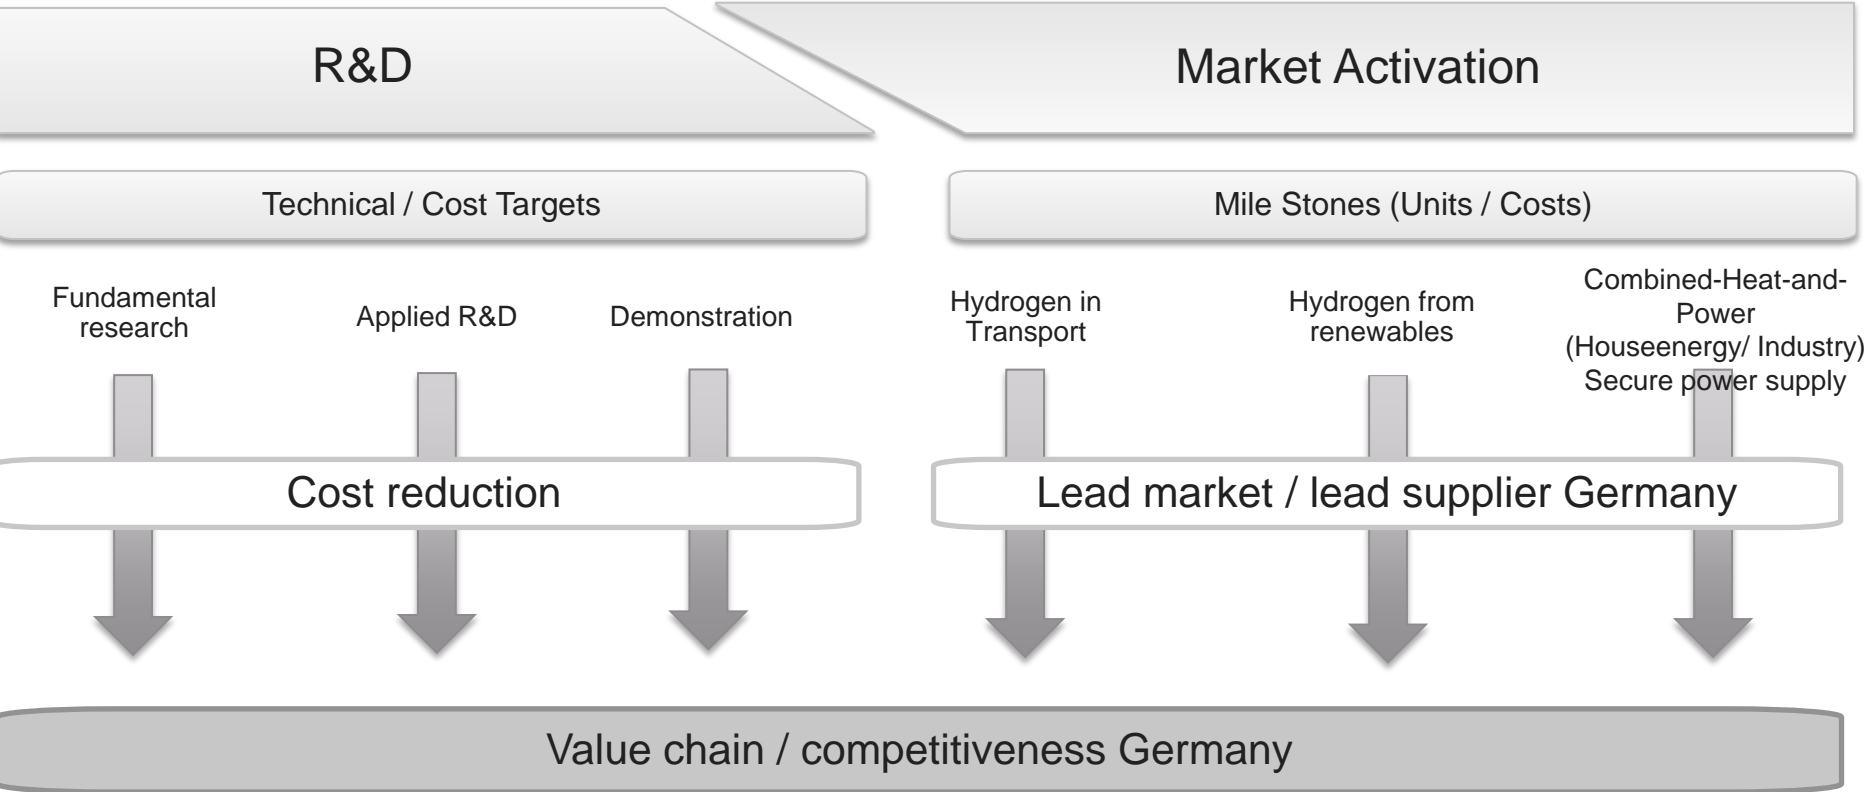 R&D
Market Activation
Technical / Cost Targets
Mile Stones (Units / Costs)
Fundamental
research
Applied R&D
Demonstration
Hydrogen in
Transport
Hydrogen from
renewables
Combined-Heat-and-
Power
(Houseenergy/ Industry)
Secure power supply
Cost reduction
Lead market / lead supplier Germany
Value chain / competitiveness Germany